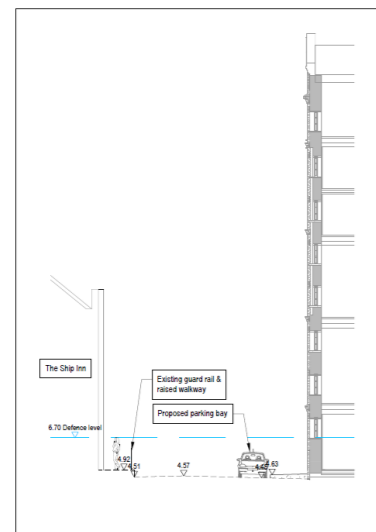 The Ship Inn
Existing guard rail &
raised walkway
Proposed parking bay
6.70 Defence level
4.92
4.51
4.57
4.63